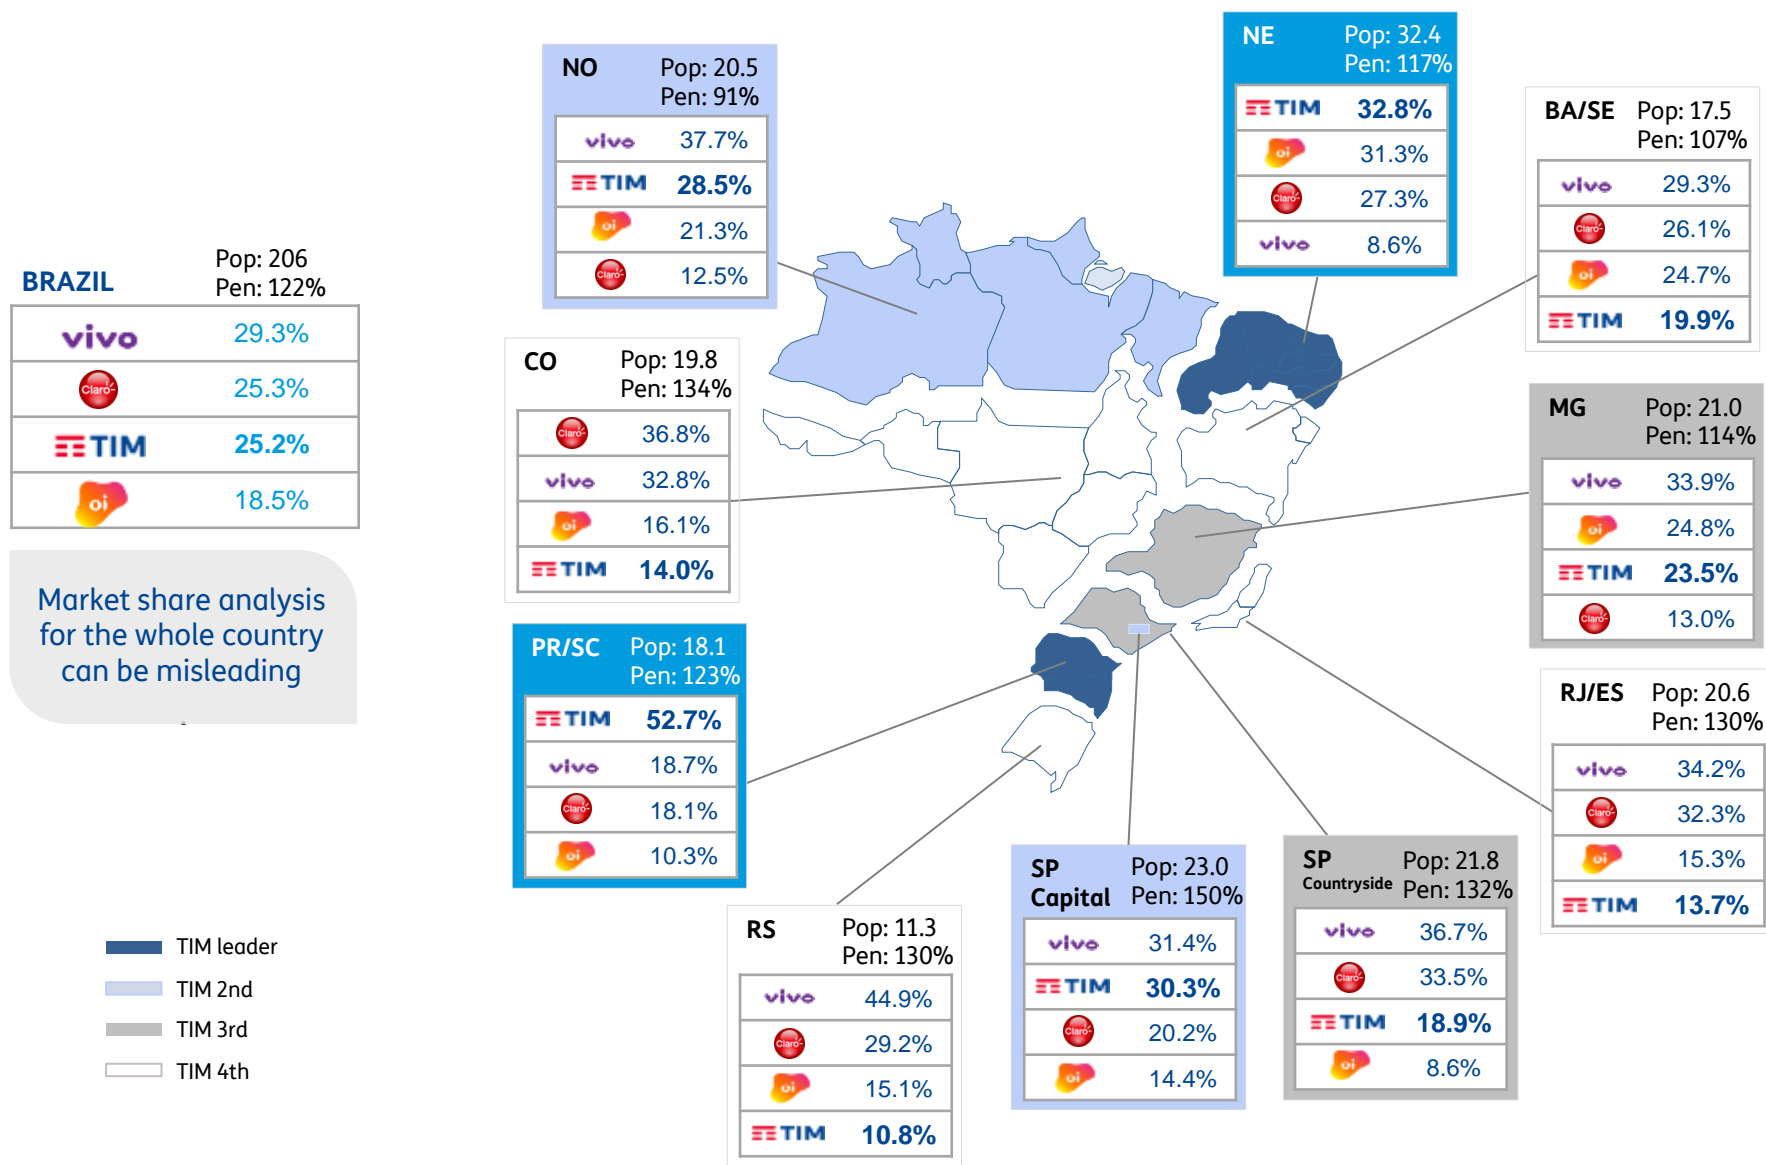 BRAZIL
Pop: 206
Pen: 122%
vivo 29.3%
Claro- 25.3%
TIM 25.2%
oi 18.5%
Market share analysis
for the whole country
can be misleading
NO
Pop: 20.5
Pen: 91%
vivo 37.7%
TIM 28.5%
oi 21.3%
Claro- 12.5%
NE
Pop: 32.4
Pen: 117%
TIM 32.8%
oi 31.3%
Claro- 27.3%
vivo 8.6%
BA/SE
Pop: 17.5
Pen: 107%
vivo 29.3%
Claro- 26.1%
oi 24.7%
TIM 19.9%
CO
Pop: 19.8
Pen: 134%
Claro- 36.8%
vivo 32.8%
oi 16.1%
TIM 14.0%
MG
Pop: 21.0
Pen: 114%
vivo 33.9%
oi 24.8%
TIM 23.5%
Claro- 13.0%
PR/SC
Pop: 18.1
Pen: 123%
TIM 52.7%
vivo 18.7%
Claro- 18.1%
oi 10.3%
RJ/ES
Pop: 20.6
Pen: 130%
vivo 34.2%
Claro- 32.3%
oi 15.3%
TIM 13.7%
RS
Pop: 11.3
Pen: 130%
vivo 44.9%
Claro- 29.2%
oi 15.1%
TIM 10.8%
SP
Capital
Pop: 23.0
Pen: 150%
vivo 31.4%
TIM 30.3%
Claro- 20.2%
oi 14.4%
SP
Countryside
Pop: 21.8
Pen: 132%
vivo 36.7%
Claro- 33.5%
TIM 18.9%
oi 8.6%
TIM leader
TIM 2nd
TIM 3rd
TIM 4th